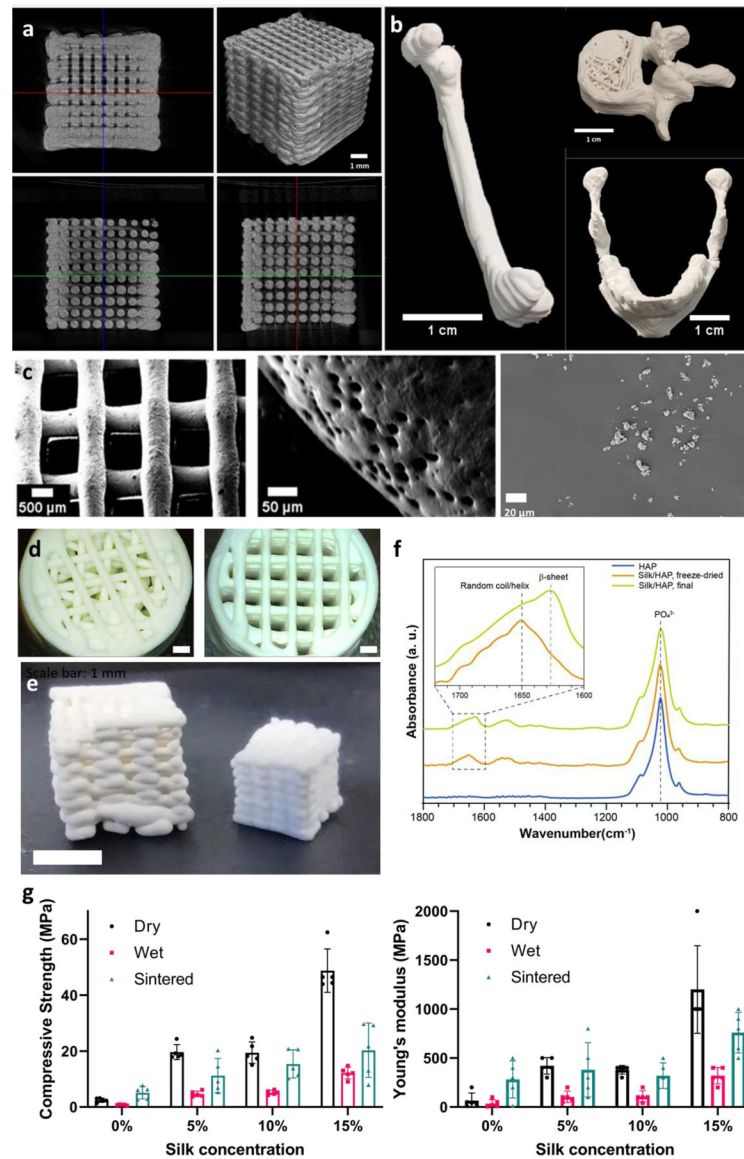 a
1 mm
b
1 cm
1 cm
1 cm
c
500 µm
50 µm
20 µm
d
Scale bar: 1 mm
e
f
HAP
Silk/HAP, freeze-dried
Silk/HAP, final
Random coil/helix
β-sheet
PO₄³⁻
1700
1650
1600
Absorbance (a. u.)
1800
1600
1400
1200
1000
800
Wavenumber(cm⁻¹)
g
Compressive Strength (MPa)
60
40
20
0
Dry
Wet
Sintered
0%
5%
10%
15%
Silk concentration
Young's modulus (MPa)
2000
1500
1000
500
0
Dry
Wet
Sintered
0%
5%
10%
15%
Silk concentration